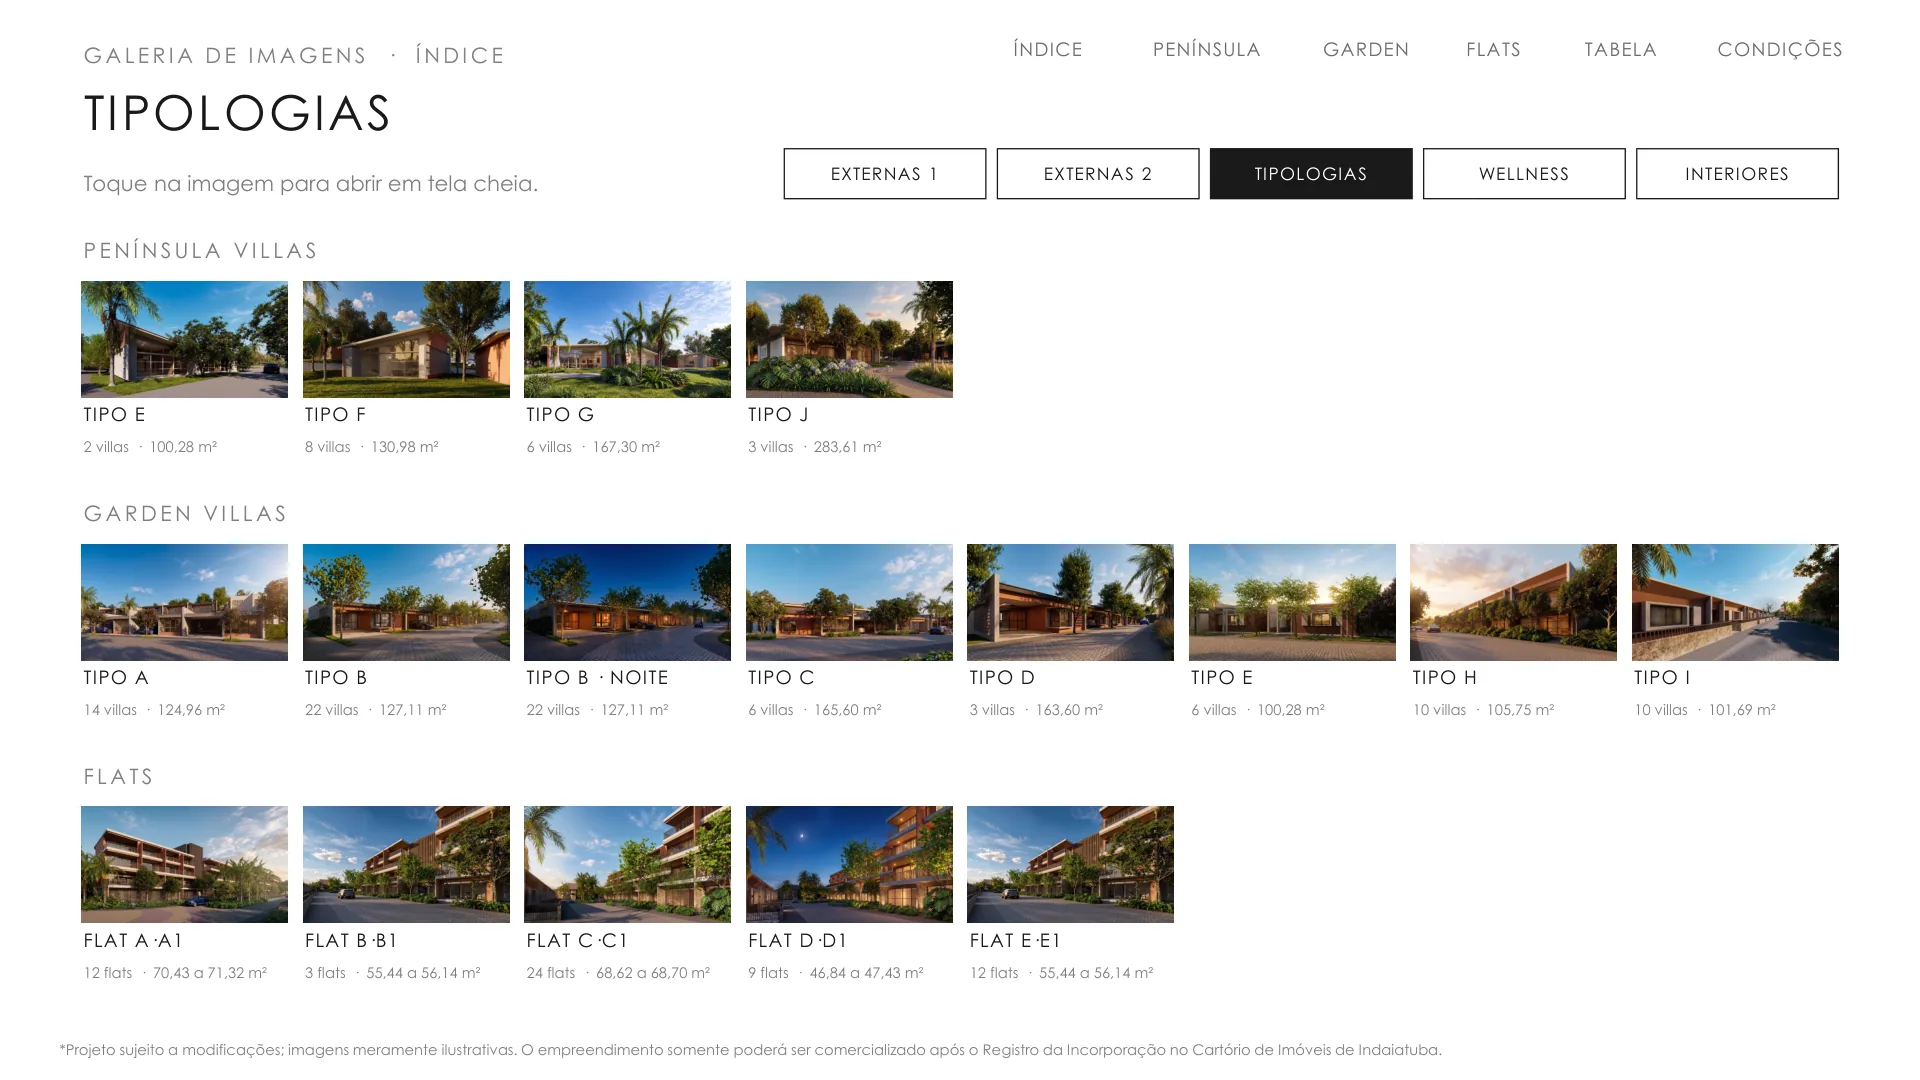 GALERIA DE IMAGENS · ÍNDICE
ÍNDICE PENÍNSULA GARDEN FLATS TABELA CONDIÇÕES
TIPOLOGIAS
Toque na imagem para abrir em tela cheia.
EXTERNAS 1 EXTERNAS 2 TIPOLOGIAS WELLNESS INTERIORES
PENÍNSULA VILLAS
TIPO E TIPO F TIPO G TIPO J
2 villas · 100,28 m² 8 villas · 130,98 m² 6 villas · 167,30 m² 3 villas · 283,61 m²
GARDEN VILLAS
TIPO A TIPO B TIPO B · NOITE TIPO C TIPO D TIPO E TIPO H TIPO I
14 villas · 124,96 m² 22 villas · 127,11 m² 22 villas · 127,11 m² 6 villas · 165,60 m² 3 villas · 163,60 m² 6 villas · 100,28 m² 10 villas · 105,75 m² 10 villas · 101,69 m²
FLATS
FLAT A·A1 FLAT B·B1 FLAT C·C1 FLAT D·D1 FLAT E·E1
12 flats · 70,43 a 71,32 m² 3 flats · 55,44 a 56,14 m² 24 flats · 68,62 a 68,70 m² 9 flats · 46,84 a 47,43 m² 12 flats · 55,44 a 56,14 m²
*Projeto sujeito a modificações; imagens meramente ilustrativas. O empreendimento somente poderá ser comercializado após o Registro da Incorporação no Cartório de Imóveis de Indaiatuba.